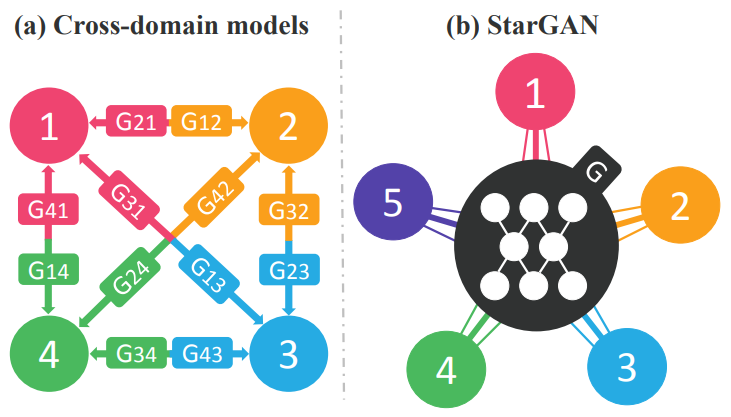 (a) Cross-domain models
(b) StarGAN
1
G21
G12
2
G41
G31
G42
G32
G14
G24
G13
G23
4
G34
G43
3
1
G
5
2
4
3